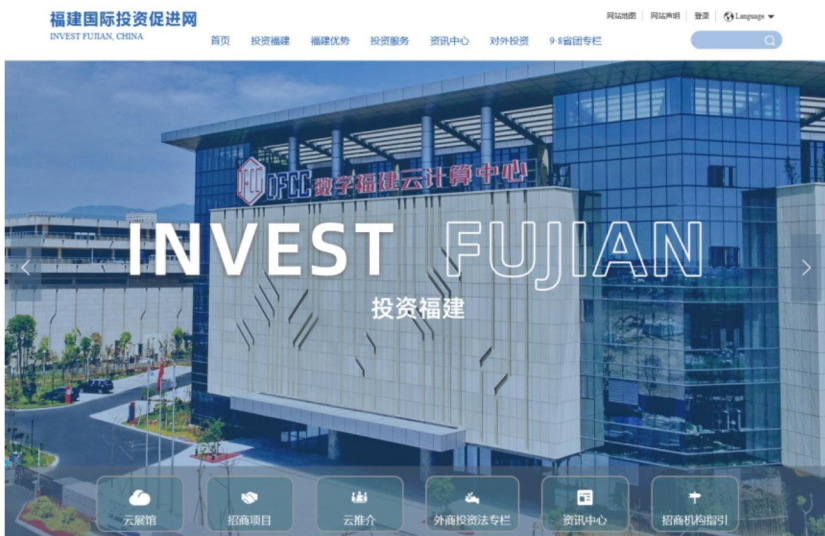 福建国际投资促进网
INVEST FUJIAN, CHINA
网站地图 网站声明 登录 Language
首页 投资福建 福建优势 投资服务 资讯中心 对外投资 9·8省团专栏
DFCC DFCC 数字福建云计算中心
INVEST FUJIAN
投资福建
云展馆 招商项目 云推介 外商投资法专栏 资讯中心 招商机构指引